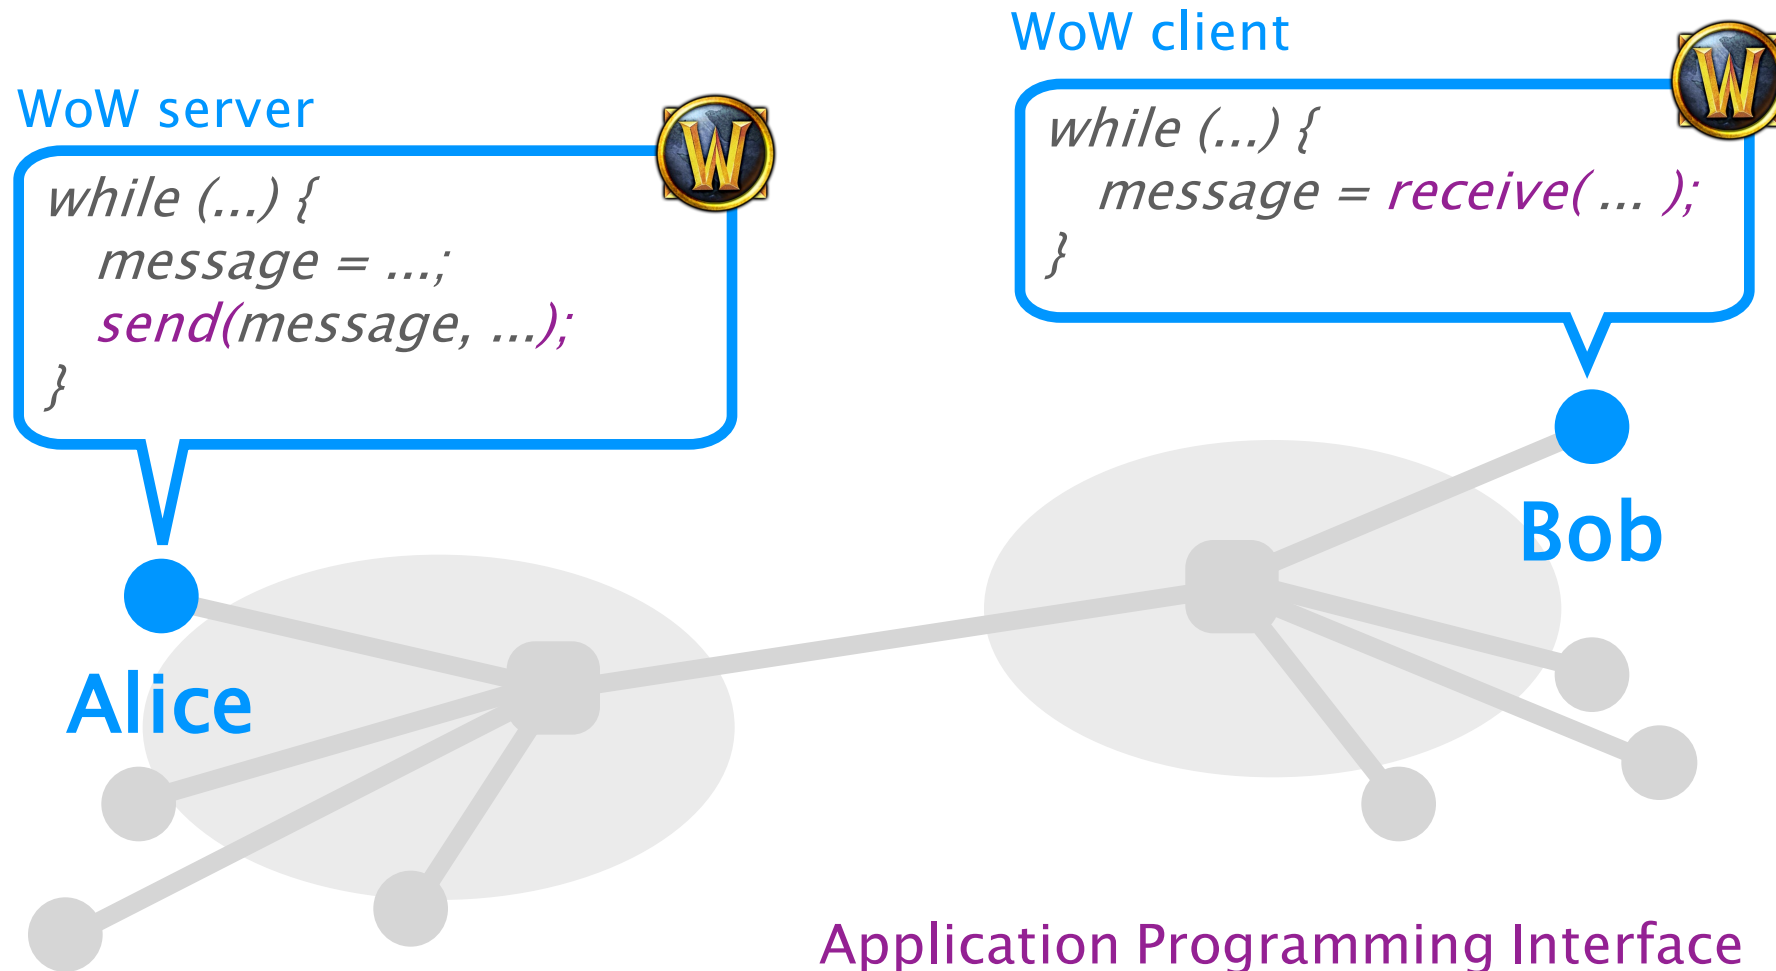 WoW server
while (...) {
message = ...;
send(message, ...);
}
WoW client
while (...) {
message = receive( ... );
}
W
W
Alice
Bob
Application Programming Interface